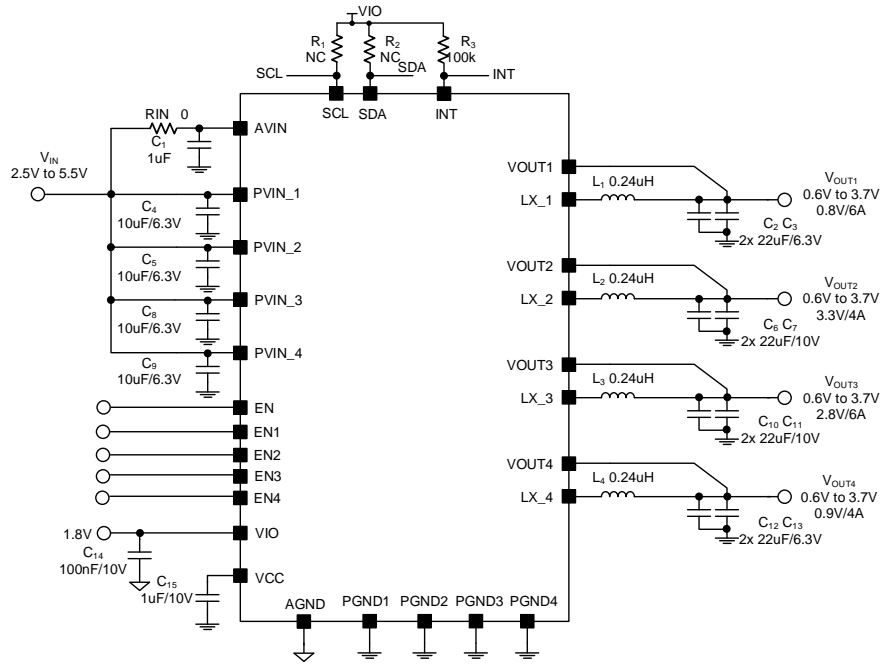 VIO
R₁
NC
R₂
NC
R₃
100k
SCL
SDA
INT
SCL
SDA
INT
RIN 0
C₁
1uF
AVIN
V_IN
2.5V to 5.5V
C₄
10uF/6.3V
PVIN_1
C₅
10uF/6.3V
PVIN_2
C₈
10uF/6.3V
PVIN_3
C₉
10uF/6.3V
PVIN_4
EN
EN1
EN2
EN3
EN4
1.8V
VIO
C₁₄
100nF/10V
C₁₅
1uF/10V
VCC
AGND
PGND1
PGND2
PGND3
PGND4
VOUT1
LX_1
L₁ 0.24uH
C₂ C₃
2x 22uF/6.3V
V_OUT1
0.6V to 3.7V
0.8V/6A
VOUT2
LX_2
L₂ 0.24uH
C₆ C₇
2x 22uF/10V
V_OUT2
0.6V to 3.7V
3.3V/4A
VOUT3
LX_3
L₃ 0.24uH
C₁₀ C₁₁
2x 22uF/10V
V_OUT3
0.6V to 3.7V
2.8V/6A
VOUT4
LX_4
L₄ 0.24uH
C₁₂ C₁₃
2x 22uF/6.3V
V_OUT4
0.6V to 3.7V
0.9V/4A